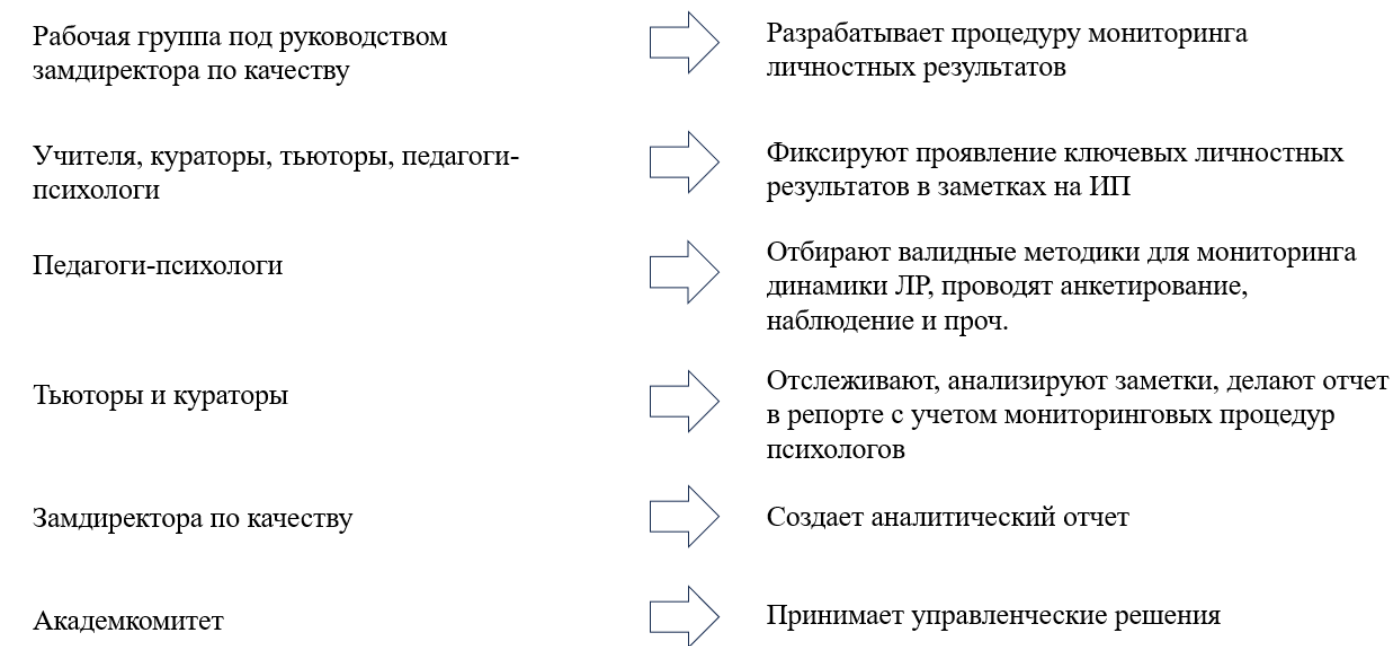 Рабочая группа под руководством
замдиректора по качеству
Разрабатывает процедуру мониторинга
личностных результатов
Учителя, кураторы, тьюторы, педагоги-
психологи
Фиксируют проявление ключевых личностных
результатов в заметках на ИП
Педагоги-психологи
Отбирают валидные методики для мониторинга
динамики ЛР, проводят анкетирование,
наблюдение и проч.
Тьюторы и кураторы
Отслеживают, анализируют заметки, делают отчет
в репорте с учетом мониторинговых процедур
психологов
Замдиректора по качеству
Создает аналитический отчет
Академкомитет
Принимает управленческие решения